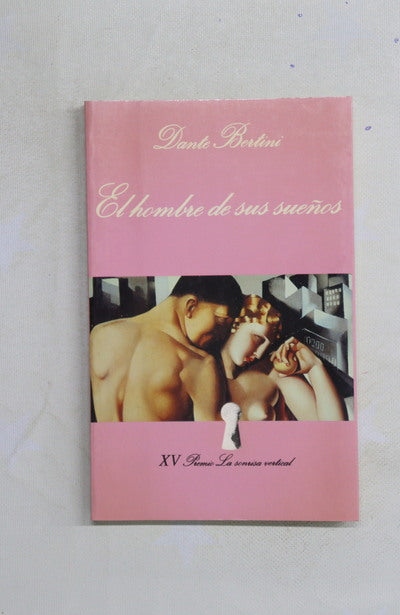 Dante Bertini
El hombre de sus sueños
XV Premio La sonrisa vertical